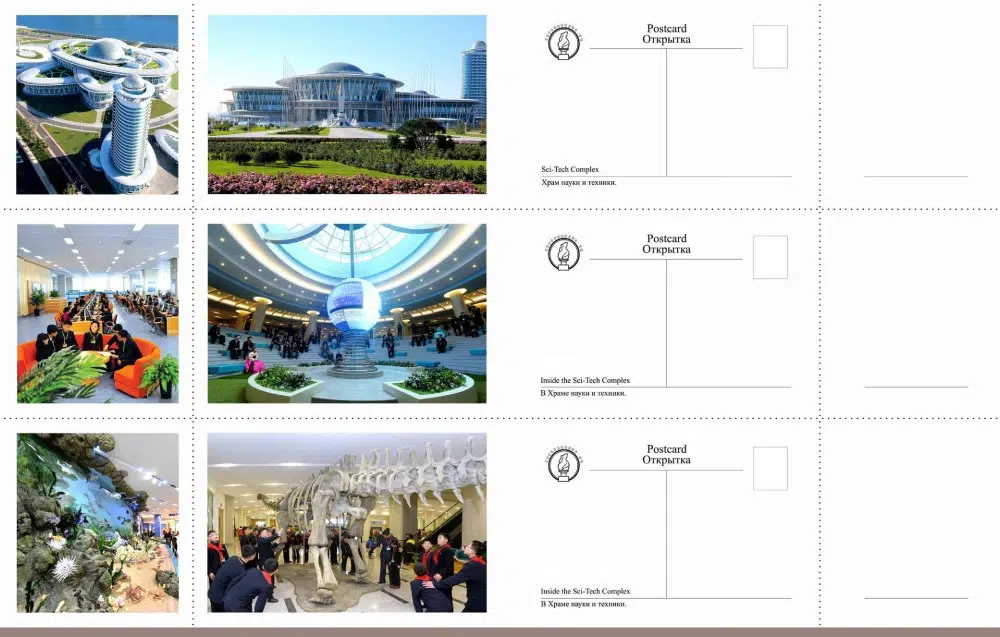 Postcard
Открытка
Sci-Tech Complex
Храм науки и техники.
Postcard
Открытка
Inside the Sci-Tech Complex
В Храме науки и техники.
Postcard
Открытка
Inside the Sci-Tech Complex
В Храме науки и техники.